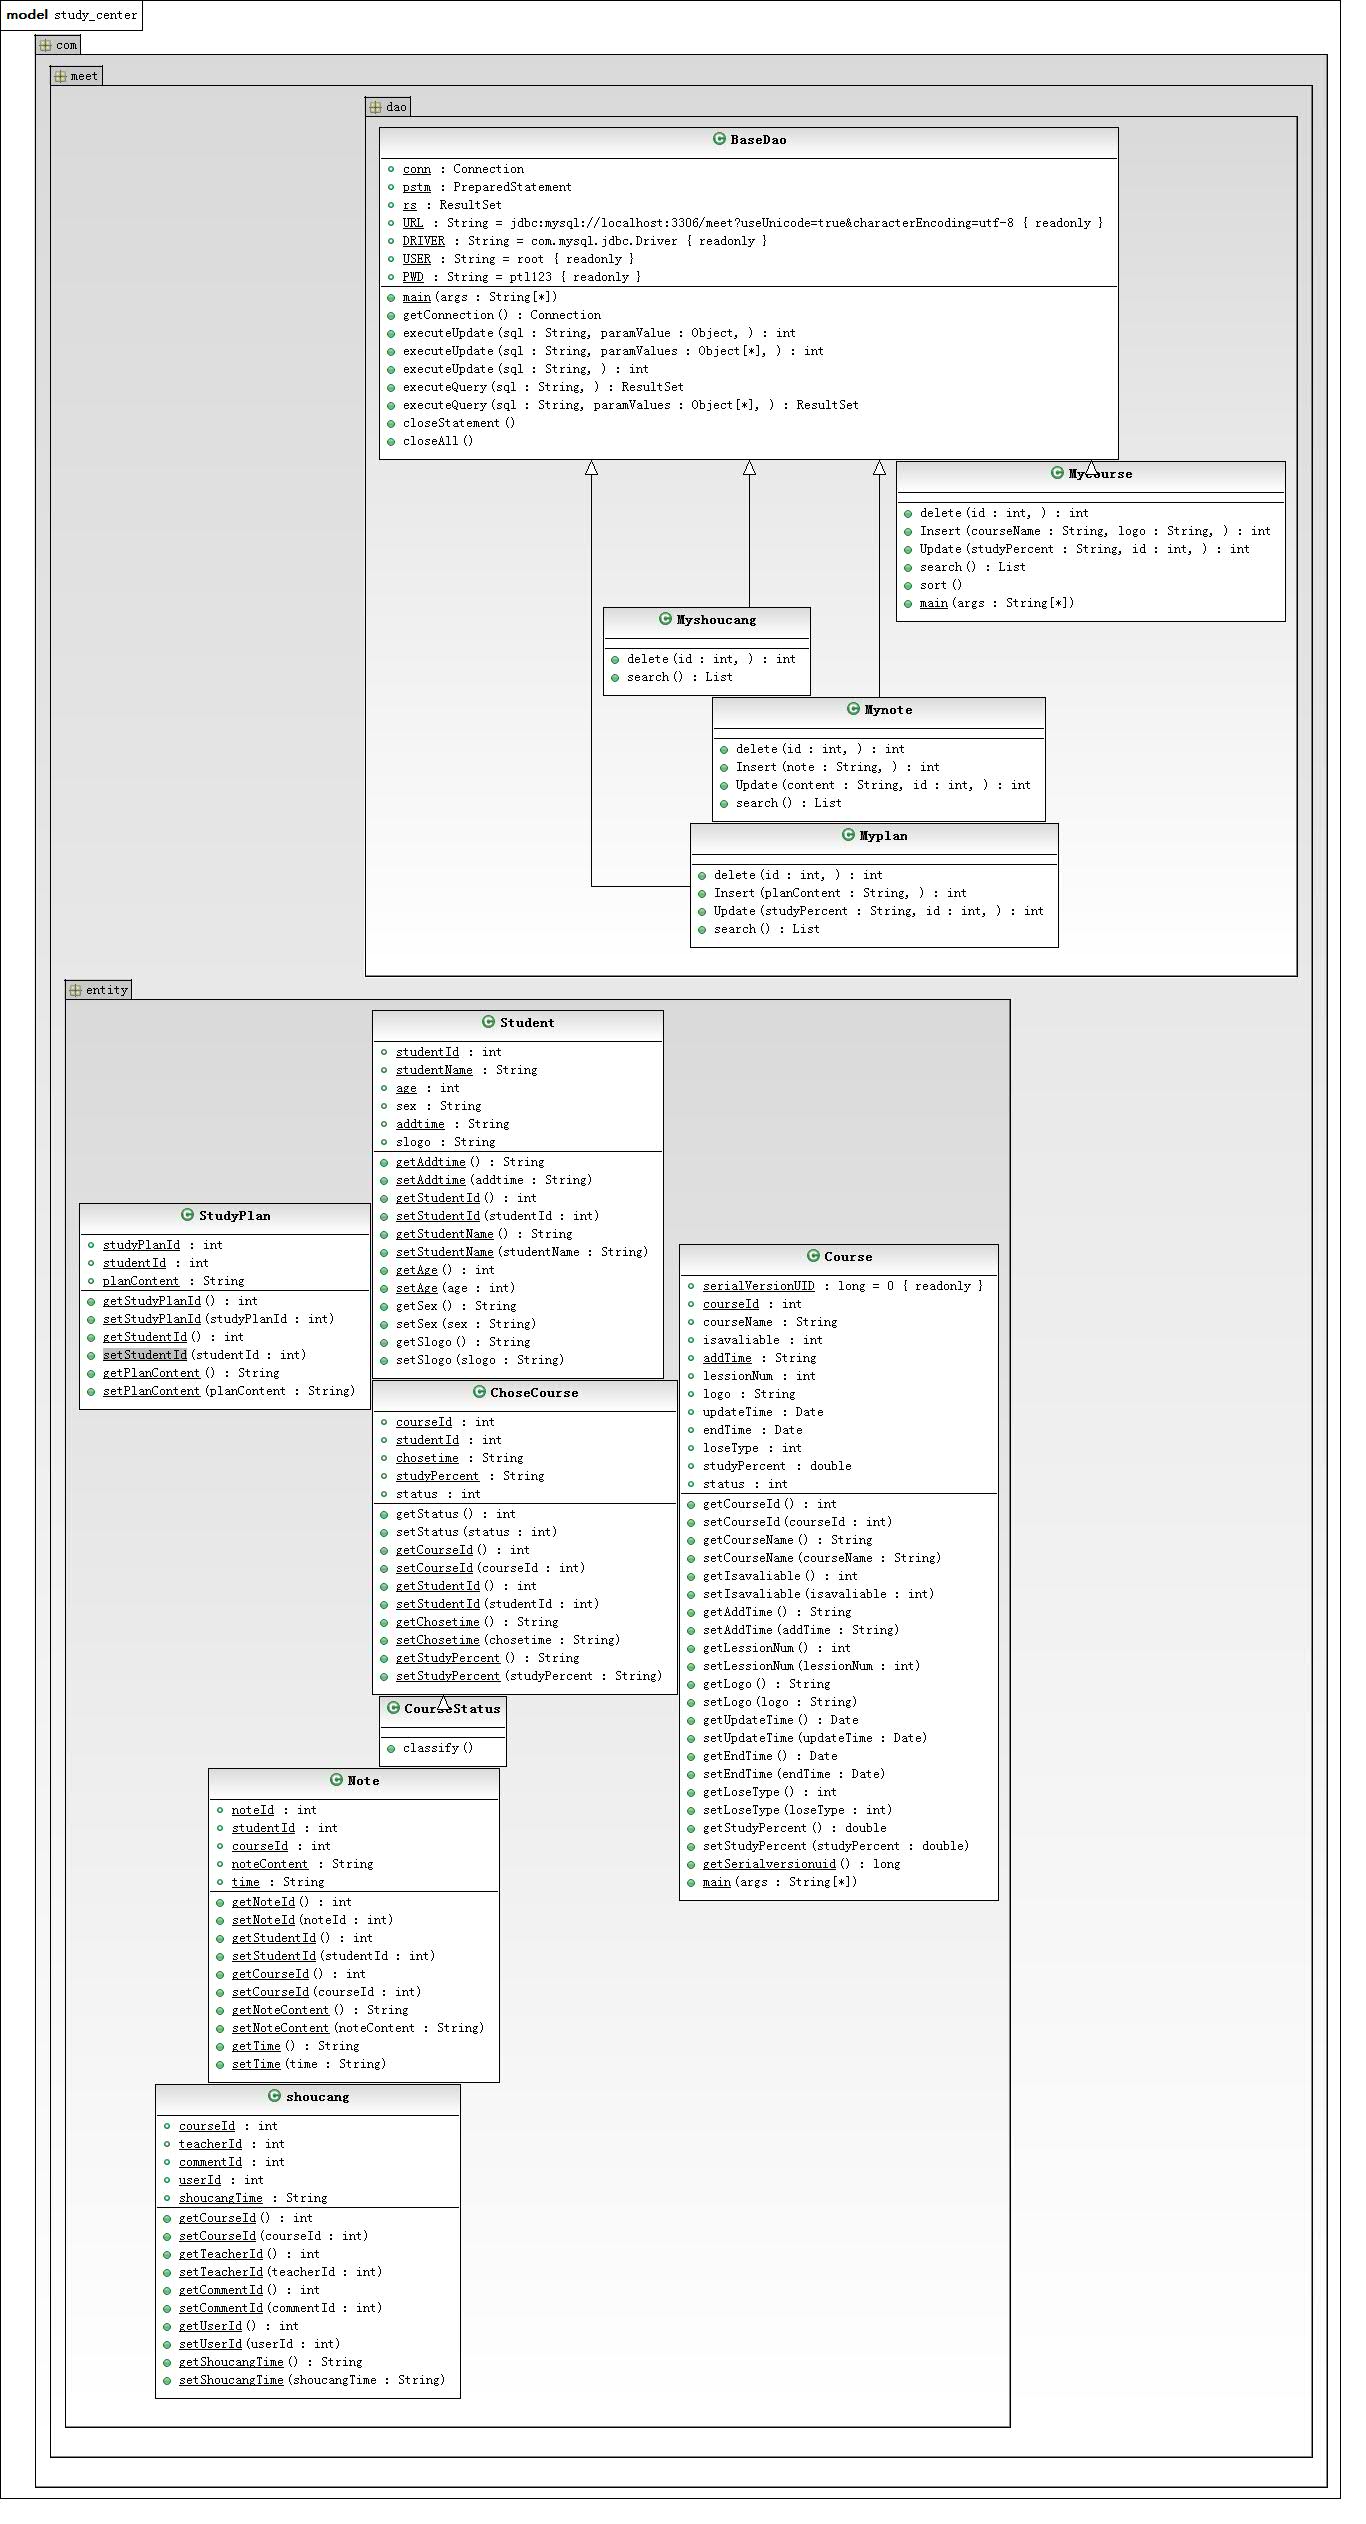 model study_center
com
meet
dao
BaseDao
conn : Connection
pstm : PreparedStatement
rs : ResultSet
URL : String = jdbc:mysql://localhost:3306/meet?useUnicode=true&characterEncoding=utf-8 { readonly }
DRIVER : String = com.mysql.jdbc.Driver { readonly }
USER : String = root { readonly }
PWD : String = ptl123 { readonly }
main(args : String[*])
getConnection() : Connection
executeUpdate(sql : String, paramValue : Object, ) : int
executeUpdate(sql : String, paramValues : Object[*], ) : int
executeUpdate(sql : String, ) : int
executeQuery(sql : String, ) : ResultSet
executeQuery(sql : String, paramValues : Object[*], ) : ResultSet
closeStatement()
closeAll()
MyCourse
delete(id : int, ) : int
Insert(courseName : String, logo : String, ) : int
Update(studyPercent : String, id : int, ) : int
search() : List
sort()
main(args : String[*])
Myshoucang
delete(id : int, ) : int
search() : List
Mynote
delete(id : int, ) : int
Insert(note : String, ) : int
Update(content : String, id : int, ) : int
search() : List
Myplan
delete(id : int, ) : int
Insert(planContent : String, ) : int
Update(studyPercent : String, id : int, ) : int
search() : List
entity
Student
studentId : int
studentName : String
age : int
sex : String
addtime : String
slogo : String
getAddtime() : String
setAddtime(addtime : String)
getStudentId() : int
setStudentId(studentId : int)
getStudentName() : String
setStudentName(studentName : String)
getAge() : int
setAge(age : int)
getSex() : String
setSex(sex : String)
getSlogo() : String
setSlogo(slogo : String)
StudyPlan
studyPlanId : int
studentId : int
planContent : String
getStudyPlanId() : int
setStudyPlanId(studyPlanId : int)
getStudentId() : int
setStudentId(studentId : int)
getPlanContent() : String
setPlanContent(planContent : String)
Course
serialVersionUID : long = 0 { readonly }
courseId : int
courseName : String
isavaliable : int
addTime : String
lessionNum : int
logo : String
updateTime : Date
endTime : Date
loseType : int
studyPercent : double
status : int
getCourseId() : int
setCourseId(courseId : int)
getCourseName() : String
setCourseName(courseName : String)
getIsavaliable() : int
setIsavaliable(isavaliable : int)
getAddTime() : String
setAddTime(addTime : String)
getLessionNum() : int
setLessionNum(lessionNum : int)
getLogo() : String
setLogo(logo : String)
getUpdateTime() : Date
setUpdateTime(updateTime : Date)
getEndTime() : Date
setEndTime(endTime : Date)
getLoseType() : int
setLoseType(loseType : int)
getStudyPercent() : double
setStudyPercent(studyPercent : double)
getSerialversionuid() : long
main(args : String[*])
ChoseCourse
courseId : int
studentId : int
chosetime : String
studyPercent : String
status : int
getStatus() : int
setStatus(status : int)
getCourseId() : int
setCourseId(courseId : int)
getStudentId() : int
setStudentId(studentId : int)
getChosetime() : String
setChosetime(chosetime : String)
getStudyPercent() : String
setStudyPercent(studyPercent : String)
CourseStatus
classify()
Note
noteId : int
studentId : int
courseId : int
noteContent : String
time : String
getNoteId() : int
setNoteId(noteId : int)
getStudentId() : int
setStudentId(studentId : int)
getCourseId() : int
setCourseId(courseId : int)
getNoteContent() : String
setNoteContent(noteContent : String)
getTime() : String
setTime(time : String)
shoucang
courseId : int
teacherId : int
commentId : int
userId : int
shoucangTime : String
getCourseId() : int
setCourseId(courseId : int)
getTeacherId() : int
setTeacherId(teacherId : int)
getCommentId() : int
setCommentId(commentId : int)
getUserId() : int
setUserId(userId : int)
getShoucangTime() : String
setShoucangTime(shoucangTime : String)